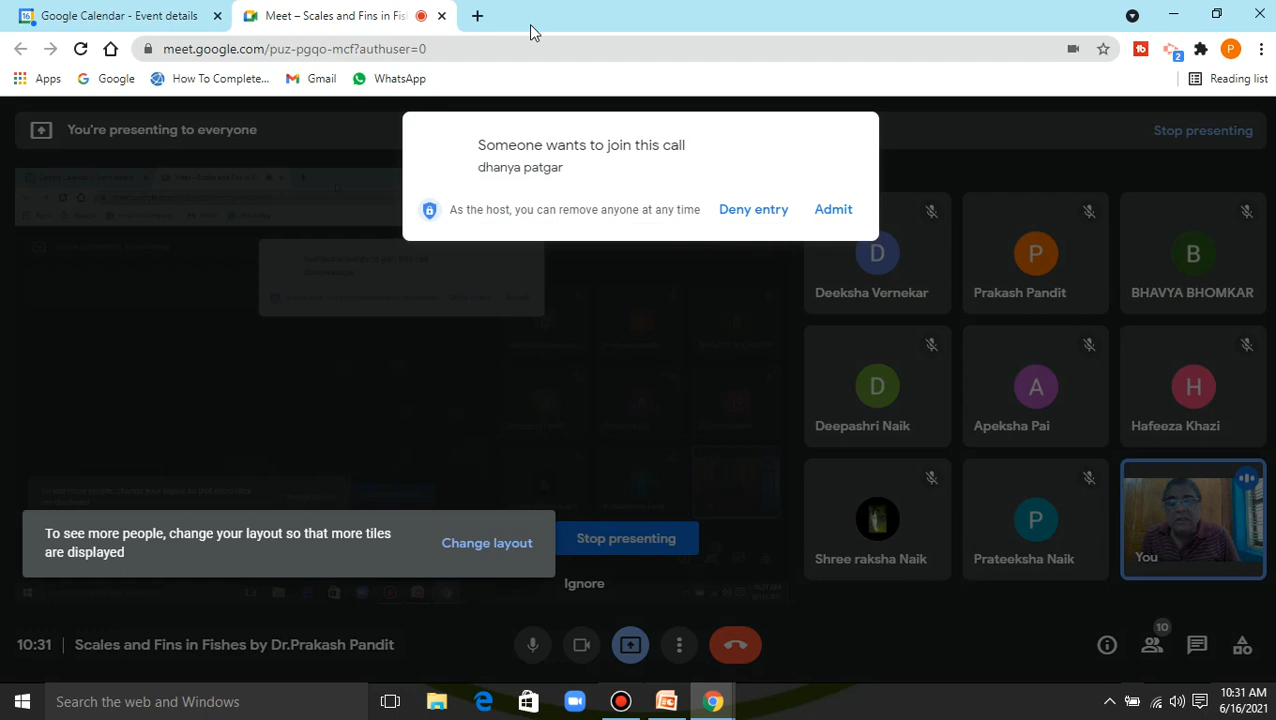 Google Calendar - Event details
Meet – Scales and Fins in Fish
meet.google.com/puz-pgqo-mcf?authuser=0
2
P
Apps
Google
How To Complete...
Gmail
WhatsApp
Reading list
You're presenting to everyone
Stop presenting
Someone wants to join this call
dhanya patgar
As the host, you can remove anyone at any time
Deny entry
Admit
D
Deeksha Vernekar
P
Prakash Pandit
B
BHAVYA BHOMKAR
D
Deepashri Naik
A
Apeksha Pai
H
Hafeeza Khazi
Shree raksha Naik
P
Prateeksha Naik
You
To see more people, change your layout so that more tiles
are displayed
Change layout
Stop presenting
Ignore
10:31 | Scales and Fins in Fishes by Dr.Prakash Pandit
10
Search the web and Windows
10:31 AM
6/16/2021